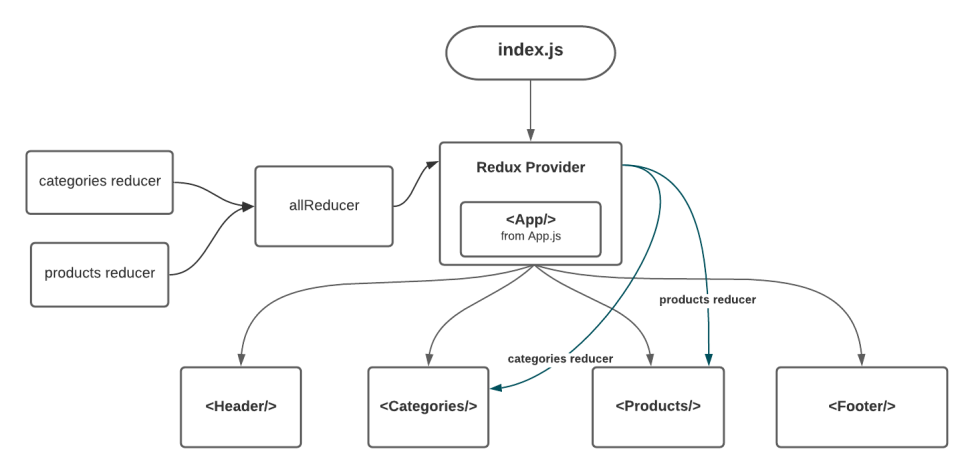 index.js
Redux Provider
categories reducer
allReducer
<App/>
from App.js
products reducer
products reducer
categories reducer
<Header/>
<Categories/>
<Products/>
<Footer/>